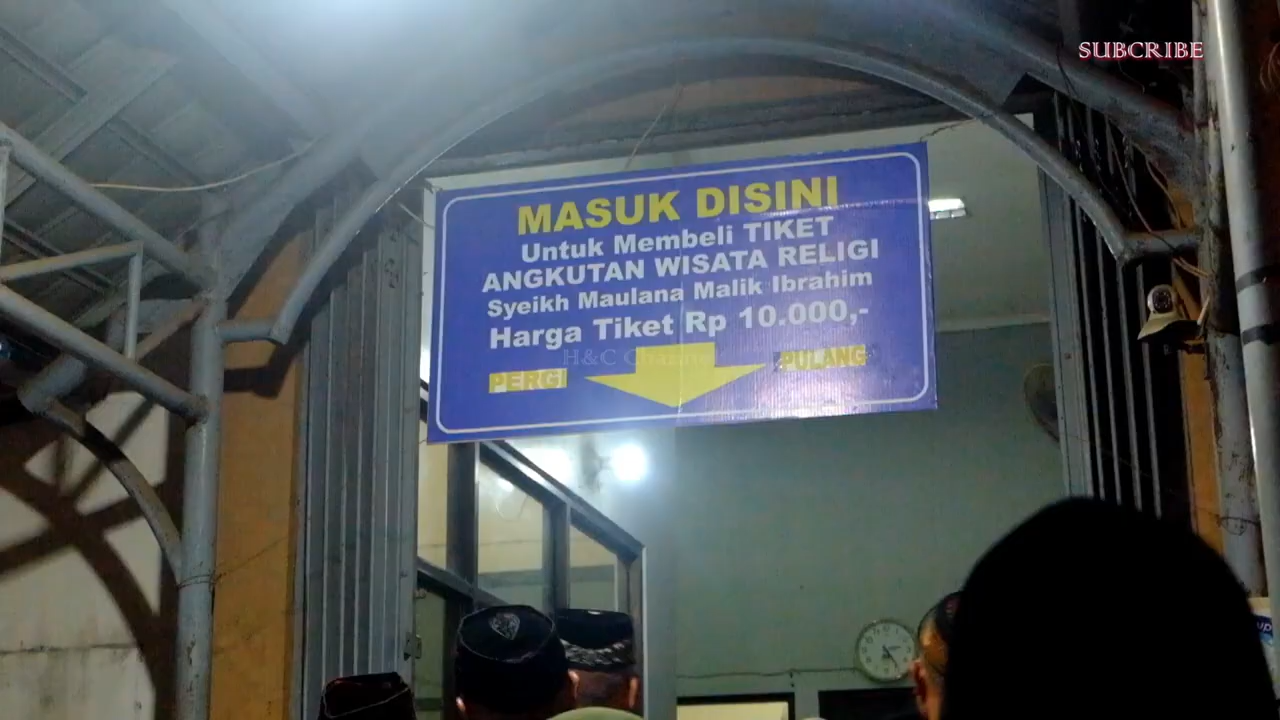 SUBCRIBE
MASUK DISINI
Untuk Membeli TIKET
ANGKUTAN WISATA RELIGI
Syeikh Maulana Malik Ibrahim
Harga Tiket Rp 10.000,-
H&C Channel
PERGI
PULANG